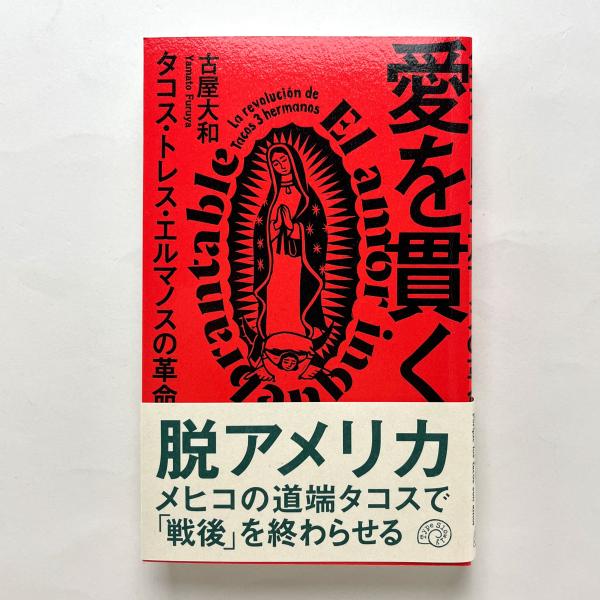 愛を貫く
タコス・トレス・エルマノスの革命
古屋大和
Yamato Furuya
La revolución de
Tacos 3 hermanos
El amor inque
rantable
脱アメリカ
メヒコの道端タコスで
「戦後」を終わらせる